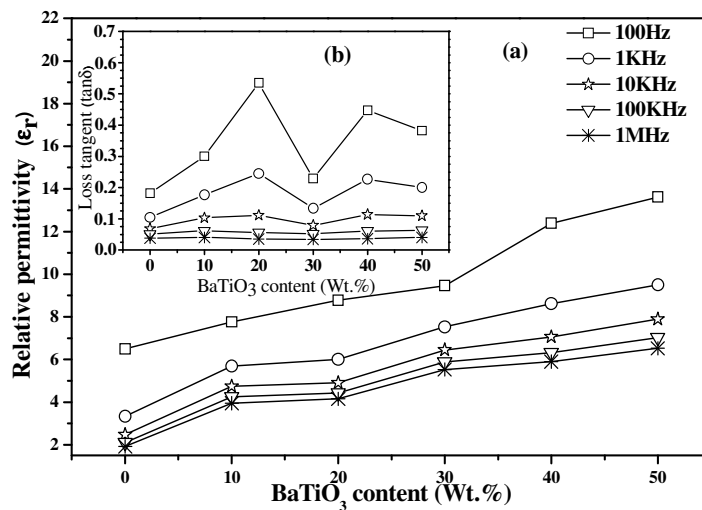 22
20
18
16
14
12
10
8
6
4
2
Relative permittivity (εr)
0.7
0.6
0.5
0.4
0.3
0.2
0.1
0.0
Loss tangent (tanδ)
(b)
0 10 20 30 40 50
BaTiO3 content (Wt.%)
(a)
100Hz
1KHz
10KHz
100KHz
1MHz
0 10 20 30 40 50
BaTiO3 content (Wt.%)